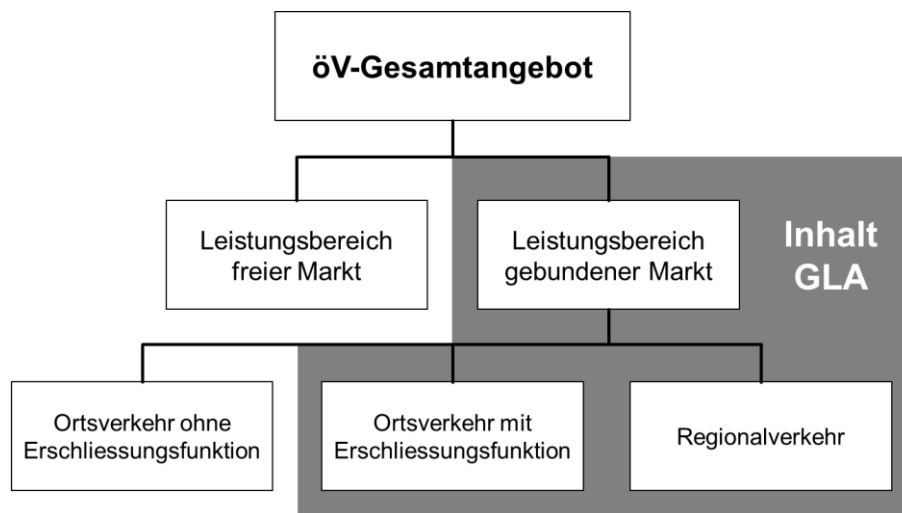 öV-Gesamtangebot
Leistungsbereich
freier Markt
Leistungsbereich
gebundener Markt
Inhalt
GLA
Ortsverkehr ohne
Erschliessungsfunktion
Ortsverkehr mit
Erschliessungsfunktion
Regionalverkehr